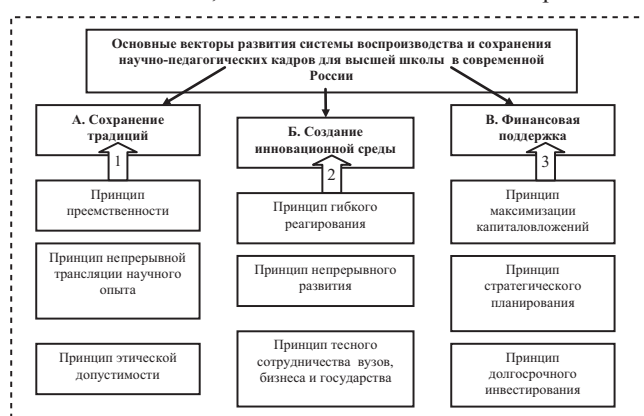 Основные векторы развития системы воспроизводства и сохранения
научно-педагогических кадров для высшей школы в современной
России
А. Сохранение
традиций
1
Принцип
преемственности
Принцип непрерывной
трансляции научного
опыта
Принцип этической
допустимости
Б. Создание
инновационной среды
2
Принцип гибкого
реагирования
Принцип непрерывного
развития
Принцип тесного
сотрудничества вузов,
бизнеса и государства
В. Финансовая
поддержка
3
Принцип
максимизации
капиталовложений
Принцип
стратегического
планирования
Принцип
долгосрочного
инвестирования